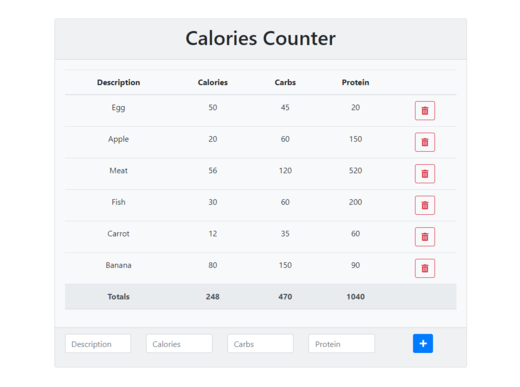 Calories Counter
Description Calories Carbs Protein
Egg 50 45 20
Apple 20 60 150
Meat 56 120 520
Fish 30 60 200
Carrot 12 35 60
Banana 80 150 90
Totals 248 470 1040
Description Calories Carbs Protein +